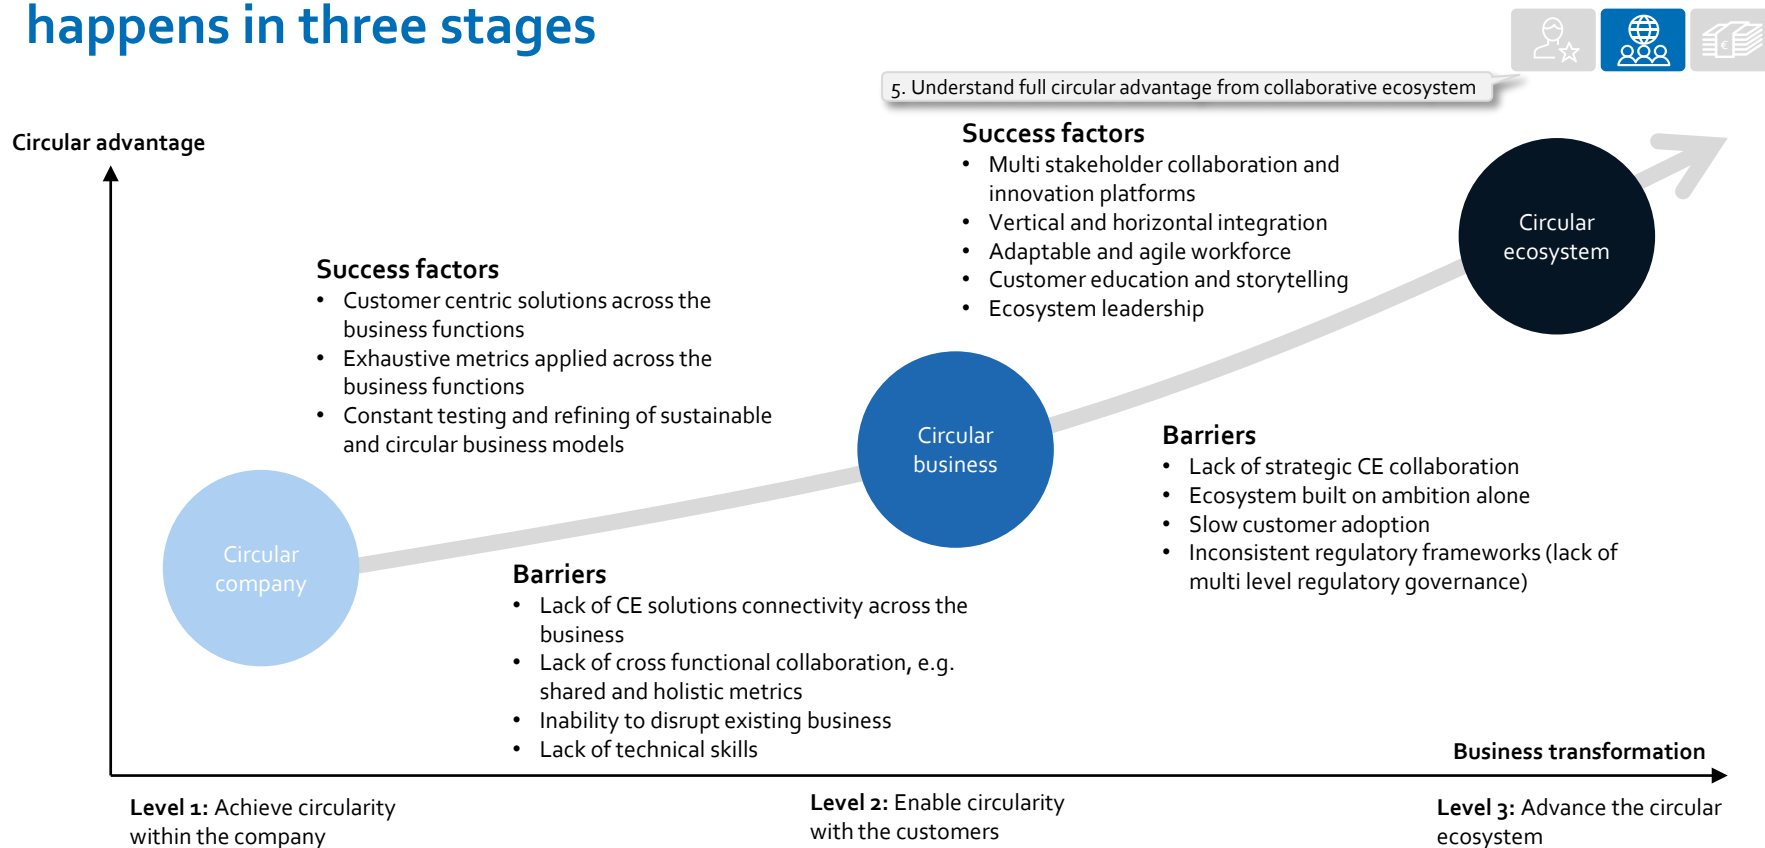 happens in three stages
5. Understand full circular advantage from collaborative ecosystem
Circular advantage
Success factors
• Multi stakeholder collaboration and
innovation platforms
• Vertical and horizontal integration
• Adaptable and agile workforce
• Customer education and storytelling
• Ecosystem leadership
Circular
ecosystem
Success factors
• Customer centric solutions across the
business functions
• Exhaustive metrics applied across the
business functions
• Constant testing and refining of sustainable
and circular business models
Circular
business
Barriers
• Lack of strategic CE collaboration
• Ecosystem built on ambition alone
• Slow customer adoption
• Inconsistent regulatory frameworks (lack of
multi level regulatory governance)
Circular
company
Barriers
• Lack of CE solutions connectivity across the
business
• Lack of cross functional collaboration, e.g.
shared and holistic metrics
• Inability to disrupt existing business
• Lack of technical skills
Business transformation
Level 1: Achieve circularity
within the company
Level 2: Enable circularity
with the customers
Level 3: Advance the circular
ecosystem